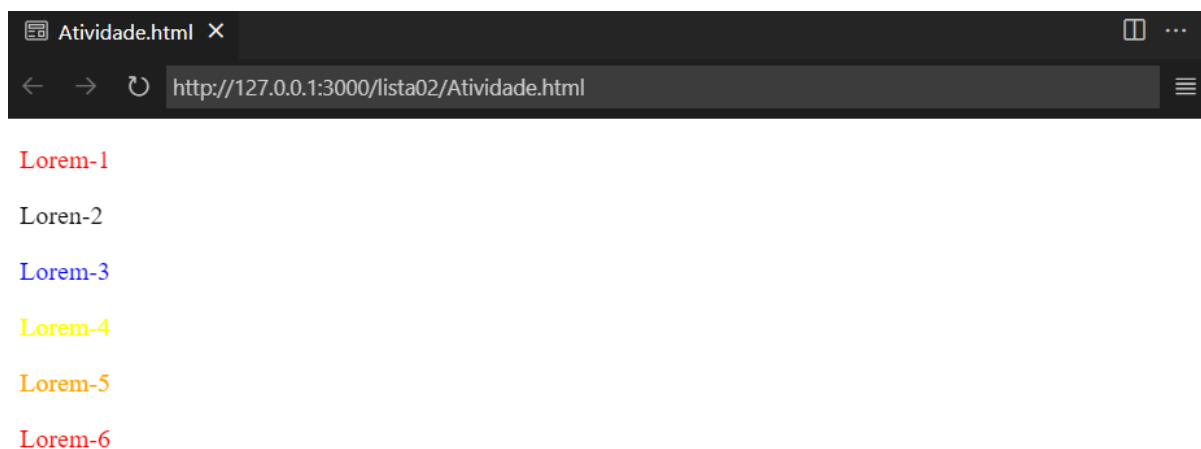 Atividade.html
http://127.0.0.1:3000/lista02/Atividade.html
Lorem-1
Loren-2
Lorem-3
Lorem-4
Lorem-5
Lorem-6